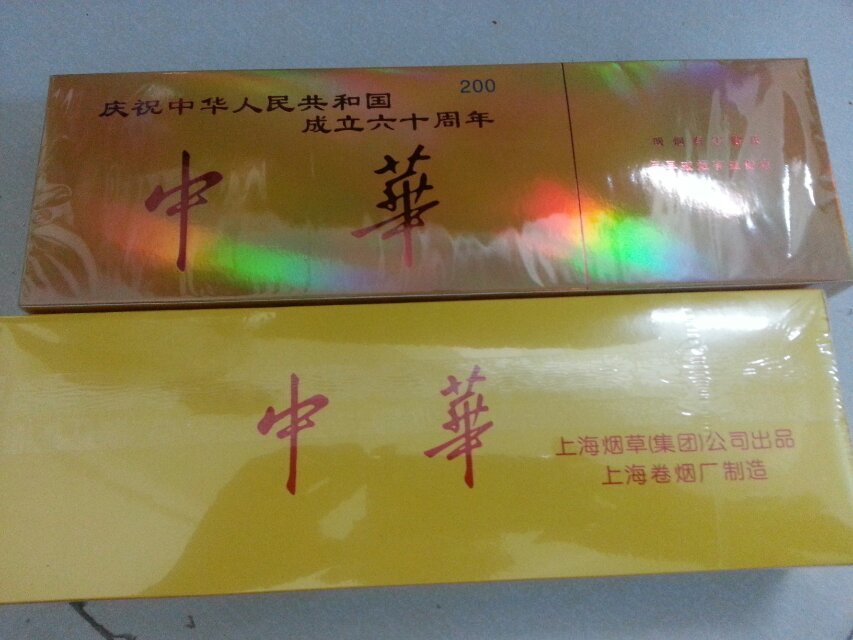 200
庆祝中华人民共和国
成立六十周年
中華
中華
上海烟草(集团)公司出品
上海卷烟厂制造